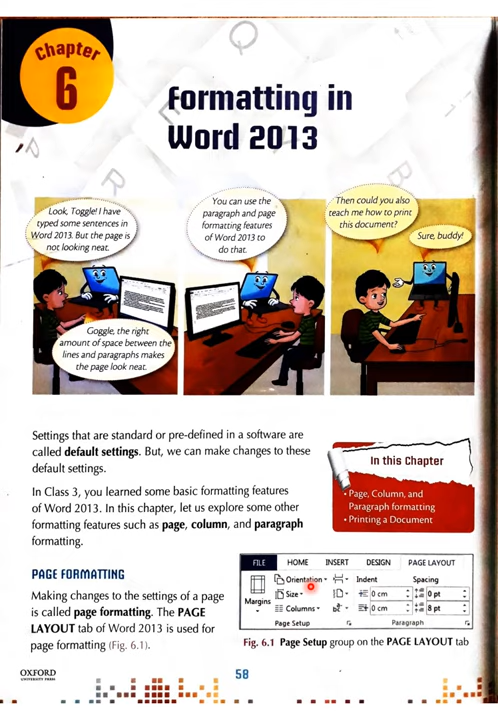 Chapter
6
Formatting in
Word 2013
Look, Toggle! I have
typed some sentences in
Word 2013. But the page is
not looking neat.
Goggle, the right
amount of space between the
lines and paragraphs makes
the page look neat.
You can use the
paragraph and page
formatting features
of Word 2013 to
do that.
Then could you also
teach me how to print
this document?
Sure, buddy!
Settings that are standard or pre-defined in a software are
called default settings. But, we can make changes to these
default settings.
In Class 3, you learned some basic formatting features
of Word 2013. In this chapter, let us explore some other
formatting features such as page, column, and paragraph
formatting.
In this Chapter
• Page, Column, and
Paragraph formatting
• Printing a Document
PAGE FORMATTING
Making changes to the settings of a page
is called page formatting. The PAGE
LAYOUT tab of Word 2013 is used for
page formatting (Fig. 6.1).
FILE HOME INSERT DESIGN PAGE LAYOUT
Orientation Indent Spacing
Size 0 cm 0 pt
Margins
Columns 0 cm 8 pt
Page Setup Paragraph
Fig. 6.1 Page Setup group on the PAGE LAYOUT tab
OXFORD
UNIVERSITY PRESS
58